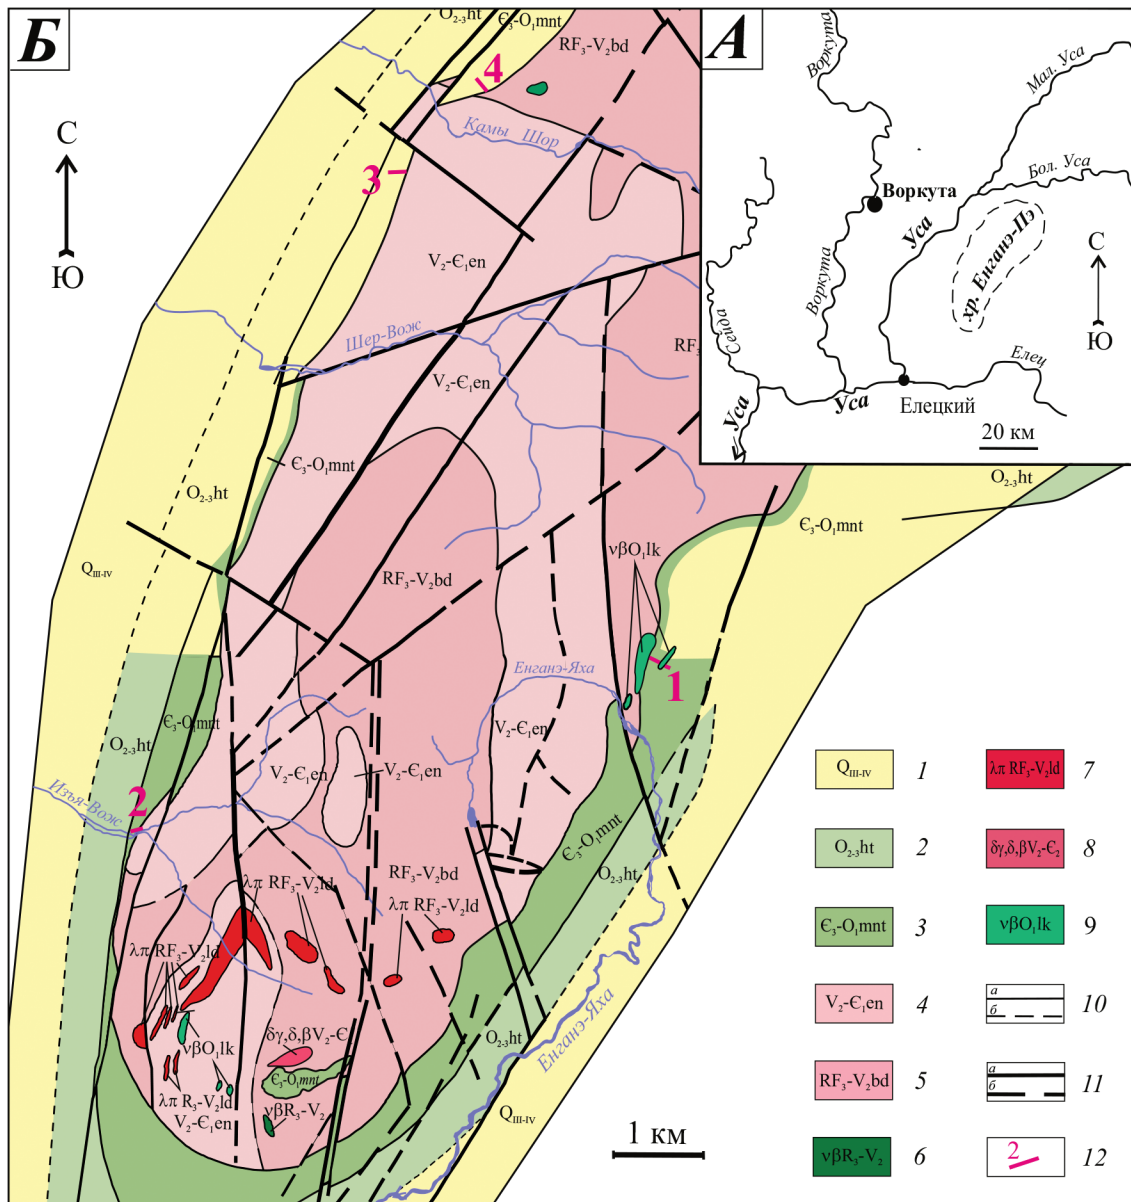 Б
А
С
Ю
O₂₋₃ht
Є₃-O₁mnt
RF₃-V₂bd
4
Камы Шор
3
V₂-Є₁en
Шер-Вож
V₂-Є₁en
RF₃
Є₃-O₁mnt
O₂₋₃ht
Q_III-IV
RF₃-V₂bd
νβO₁lk
Є₃-O₁mnt
O₂₋₃ht
Енганэ-Яха
1
V₂-Є₁en
Є₃-O₁mnt
O₂₋₃ht
V₂-Є₁en
V₂-Є₁en
Изья-Вож
2
Є₃-O₁mnt
O₂₋₃ht
RF₃-V₂bd
λπ RF₃-V₂ld
λπ RF₃-V₂ld
λπ RF₃-V₂ld
νβO₁lk
δγ,δ,βV₂-Є
Є₃-O₁mnt
λπ R₃-V₂ld
V₂-Є₁en
νβR₃-V₂
O₂₋₃ht
Енганэ-Яха
Q_III-IV
1 км
Воркута
Мал. Уса
Бол. Уса
Воркута
Уса
хр. Енганэ-Пэ
С
Ю
Воркута
Сейда
Елец
Уса
Уса
Елецкий
20 км
Q_III-IV 1
O₂₋₃ht 2
Є₃-O₁mnt 3
V₂-Є₁en 4
RF₃-V₂bd 5
νβR₃-V₂ 6
λπ RF₃-V₂ld 7
δγ,δ,βV₂-Є₂ 8
νβO₁lk 9
а
б
10
а
б
11
2 12